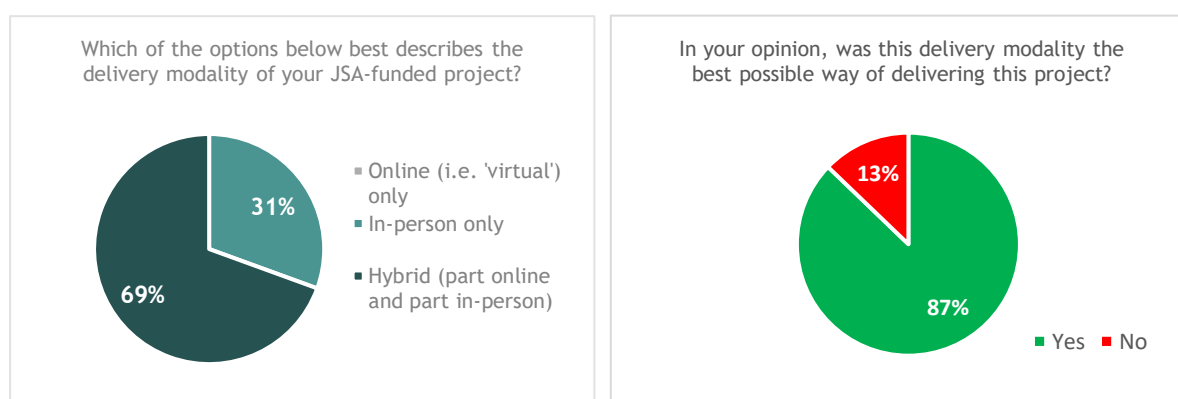 Which of the options below best describes the
delivery modality of your JSA-funded project?
31%
69%
Online (i.e. 'virtual')
only
In-person only
Hybrid (part online
and part in-person)
In your opinion, was this delivery modality the
best possible way of delivering this project?
13%
87%
Yes No